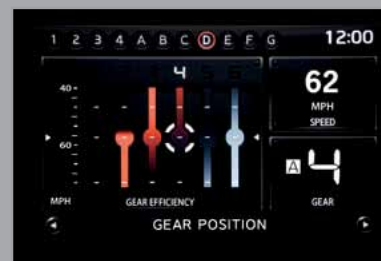 1 2 3 4 A B C D E F G 12:00
4
40
60
MPH
GEAR EFFICIENCY
62
MPH
SPEED
A 4
GEAR
GEAR POSITION